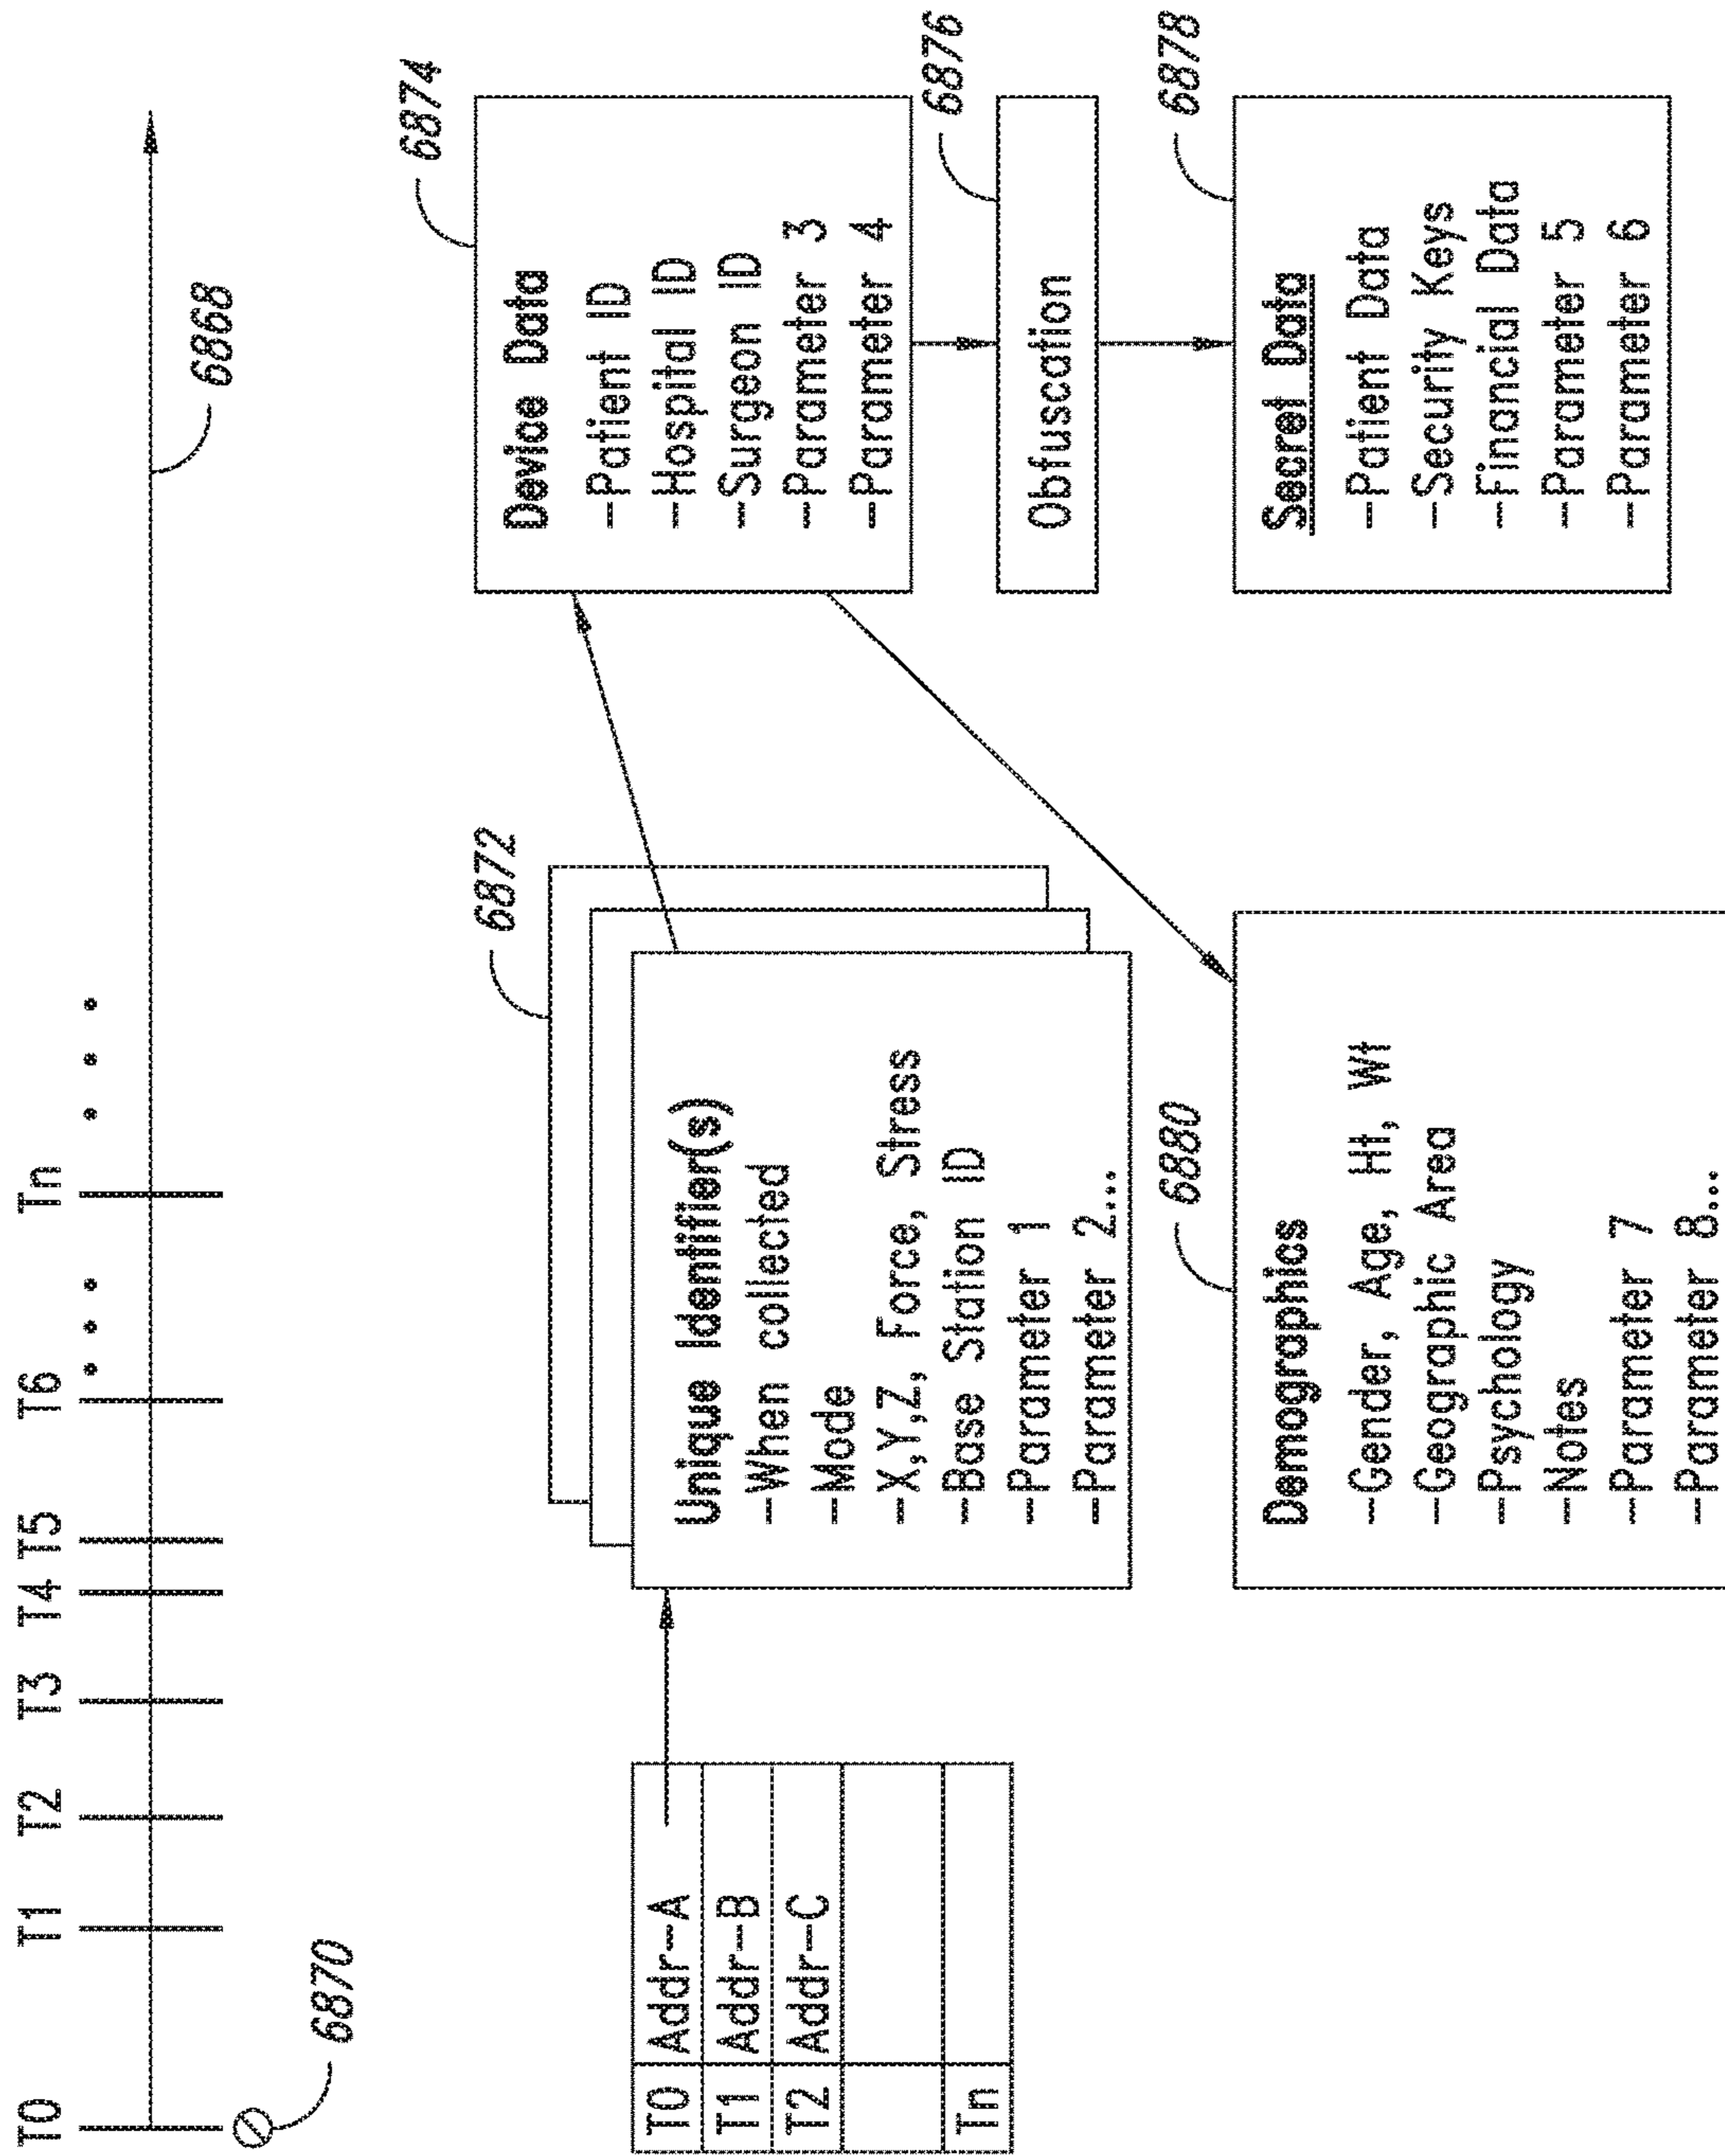 T0 T1 T2 T3 T4 T5 T6 • • • Tn • • •
6868
6870
T0 Addr-A
T1 Addr-B
T2 Addr-C
Tn
6872
Unique Identifier(s)
-When collected
-Mode
-X,Y,Z, Force, Stress
-Base Station ID
-Parameter 1
-Parameter 2...
6874
Device Data
-Patient ID
-Hospital ID
-Surgeon ID
-Parameter 3
-Parameter 4
6876
Obfuscation
6880
Demographics
-Gender, Age, Ht, Wt
-Geographic Area
-Psychology
-Notes
-Parameter 7
-Parameter 8...
6878
Secret Data
-Patient Data
-Security Keys
-Financial Data
-Parameter 5
-Parameter 6